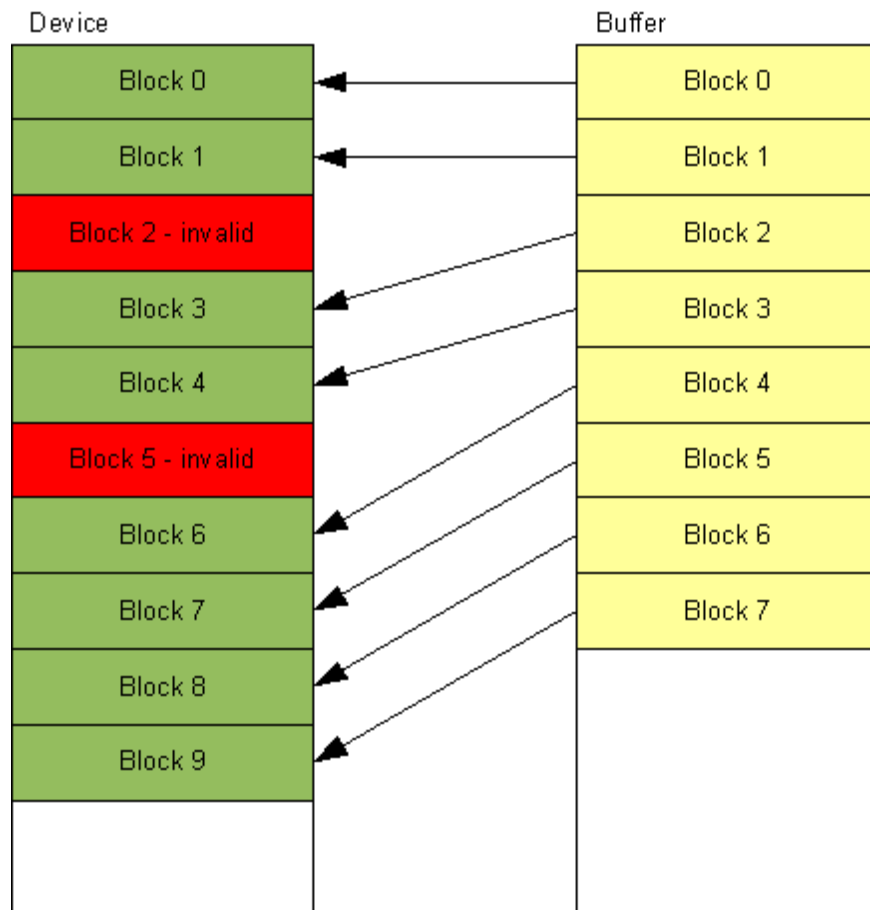 Device
Buffer
Block 0
Block 0
Block 1
Block 1
Block 2 - invalid
Block 2
Block 3
Block 3
Block 4
Block 4
Block 5 - invalid
Block 5
Block 6
Block 6
Block 7
Block 7
Block 8
Block 9